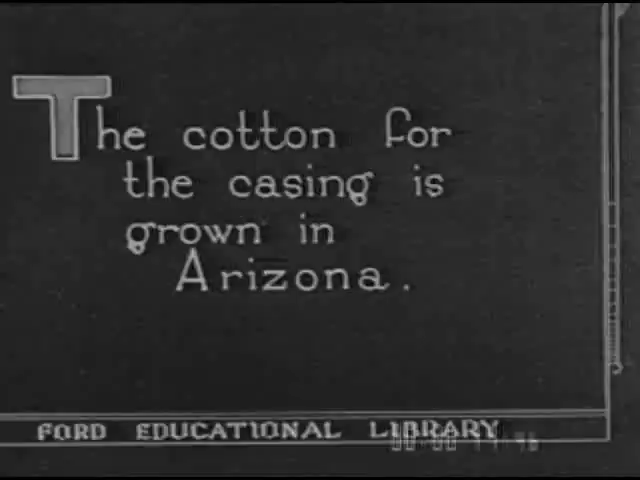 The cotton for
the casing is
grown in
Arizona.
FORD EDUCATIONAL LIBRARY